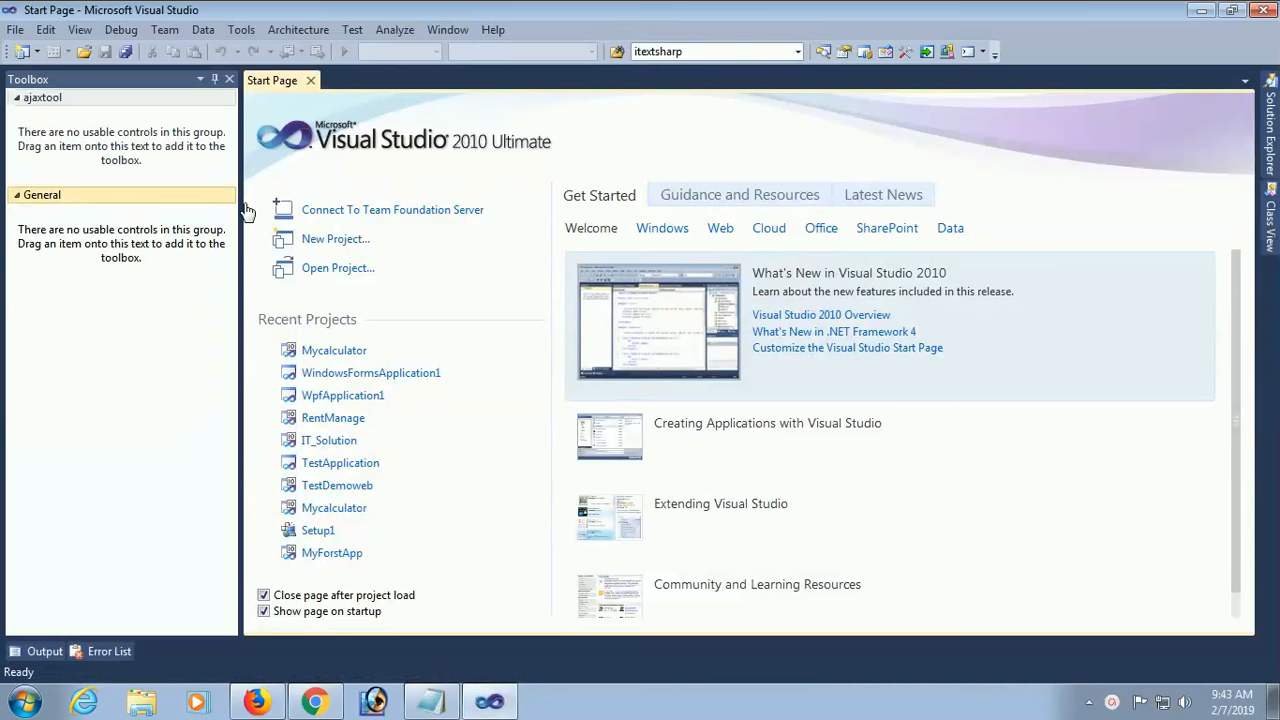 Start Page - Microsoft Visual Studio
File Edit View Debug Team Data Tools Architecture Test Analyze Window Help
itextsharp
Toolbox
ajaxtool
There are no usable controls in this group.
Drag an item onto this text to add it to the
toolbox.
General
There are no usable controls in this group.
Drag an item onto this text to add it to the
toolbox.
Start Page
Microsoft®
Visual Studio® 2010 Ultimate
Connect To Team Foundation Server
New Project...
Open Project...
Recent Projects
Mycalculator
WindowsFormsApplication1
WpfApplication1
RentManage
IT_Solution
TestApplication
TestDemoweb
Mycalculator
Setup1
MyForstApp
Close page after project load
Show page on startup
Get Started Guidance and Resources Latest News
Welcome Windows Web Cloud Office SharePoint Data
What's New in Visual Studio 2010
Learn about the new features included in this release.
Visual Studio 2010 Overview
What's New in .NET Framework 4
Customize the Visual Studio Start Page
Creating Applications with Visual Studio
Extending Visual Studio
Community and Learning Resources
Solution Explorer
Class View
Output Error List
Ready
9:43 AM
2/7/2019